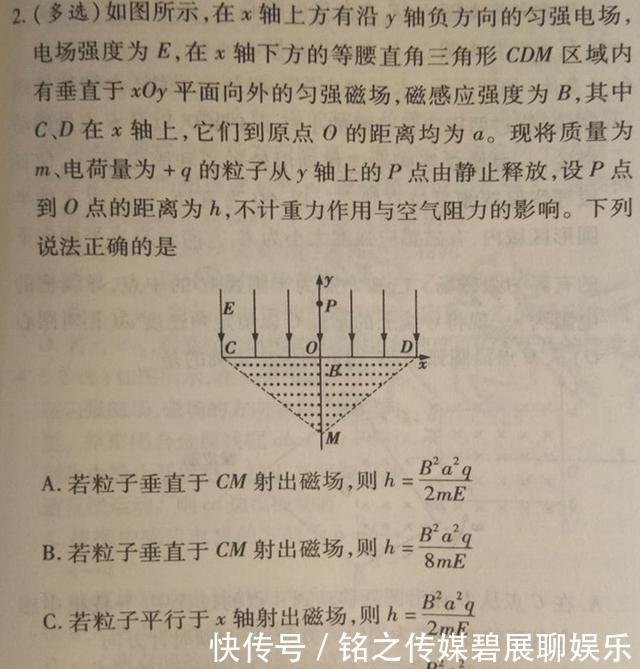 2.(多选)如图所示,在 x 轴上方有沿 y 轴负方向的匀强电场,
电场强度为 E,在 x 轴下方的等腰直角三角形 CDM 区域内
有垂直于 xOy 平面向外的匀强磁场,磁感应强度为 B,其中
C、D 在 x 轴上,它们到原点 O 的距离均为 a。现将质量为
m、电荷量为+q 的粒子从 y 轴上的 P 点由静止释放,设 P 点
到 O 点的距离为 h,不计重力作用与空气阻力的影响。下列
说法正确的是
y
E
P
C
O
D
x
B
M
A. 若粒子垂直于 CM 射出磁场,则 h = B²a²q/2mE
B. 若粒子垂直于 CM 射出磁场,则 h = B²a²q/8mE
C. 若粒子平行于 x 轴射出磁场,则 h = B²a²q/2mE
快传号 / 铭之传媒碧展聊娱乐